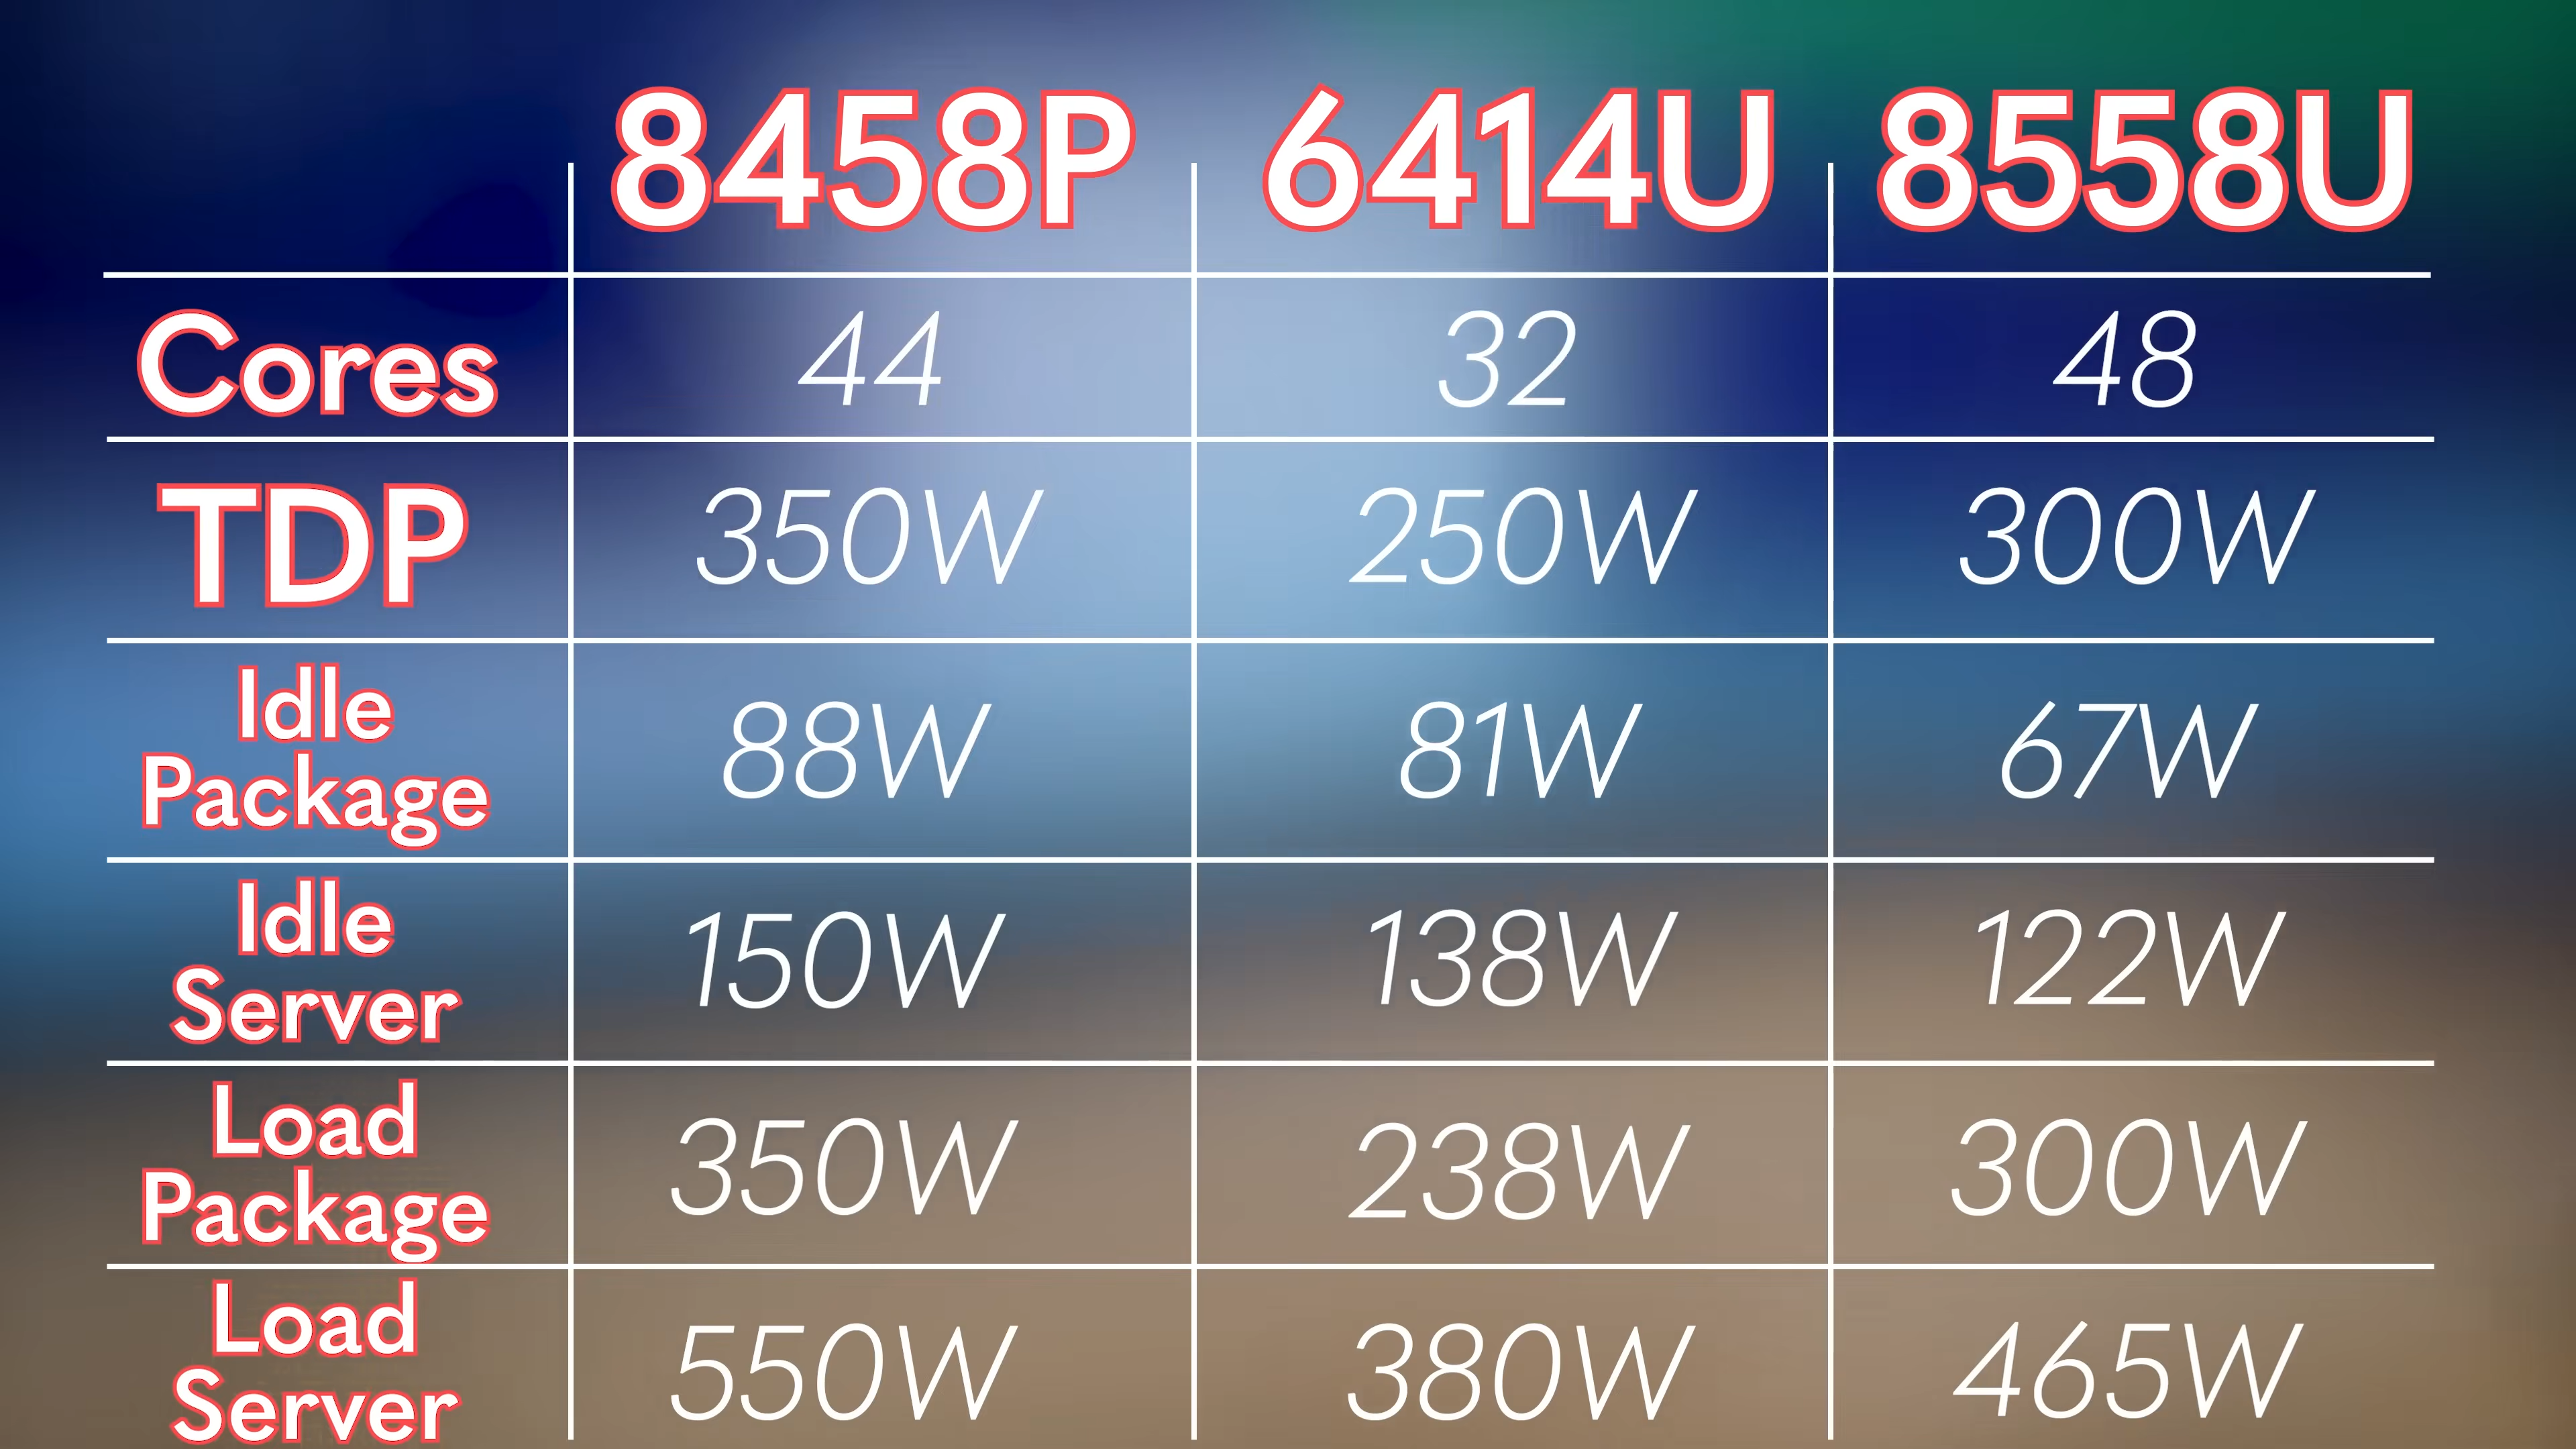 8458P 6414U 8558U
Cores 44 32 48
TDP 350W 250W 300W
Idle
Package 88W 81W 67W
Idle
Server 150W 138W 122W
Load
Package 350W 238W 300W
Load
Server 550W 380W 465W